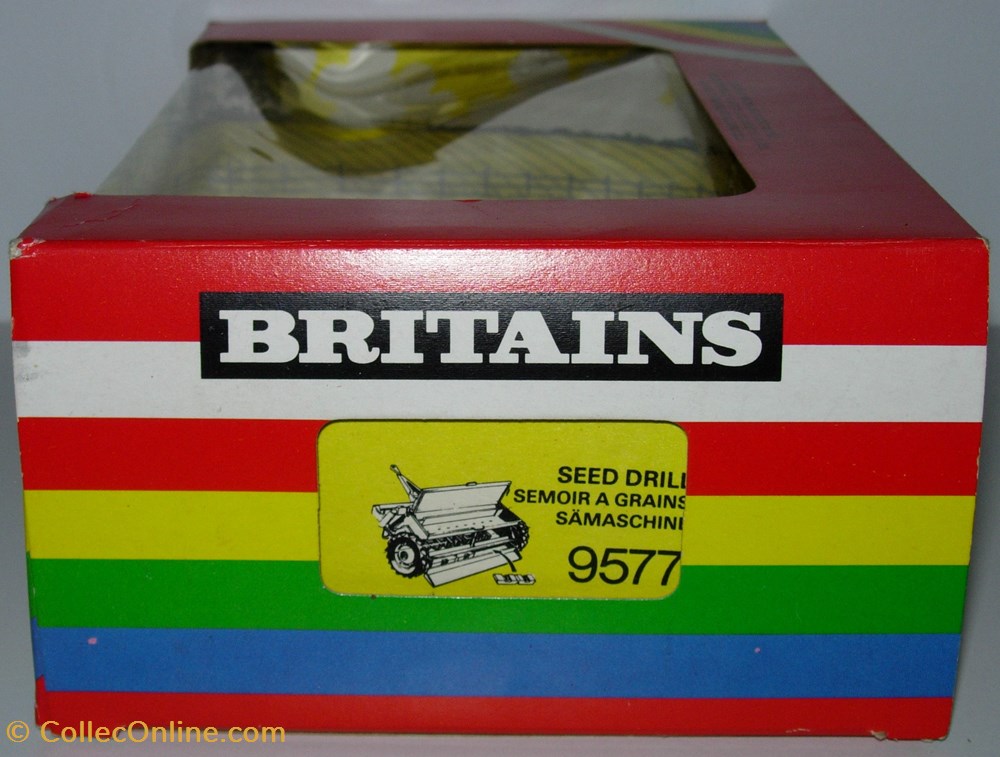 BRITAINS
SEED DRILL
SEMOIR A GRAINS
SÄMASCHINE
9577
© CollecOnline.com